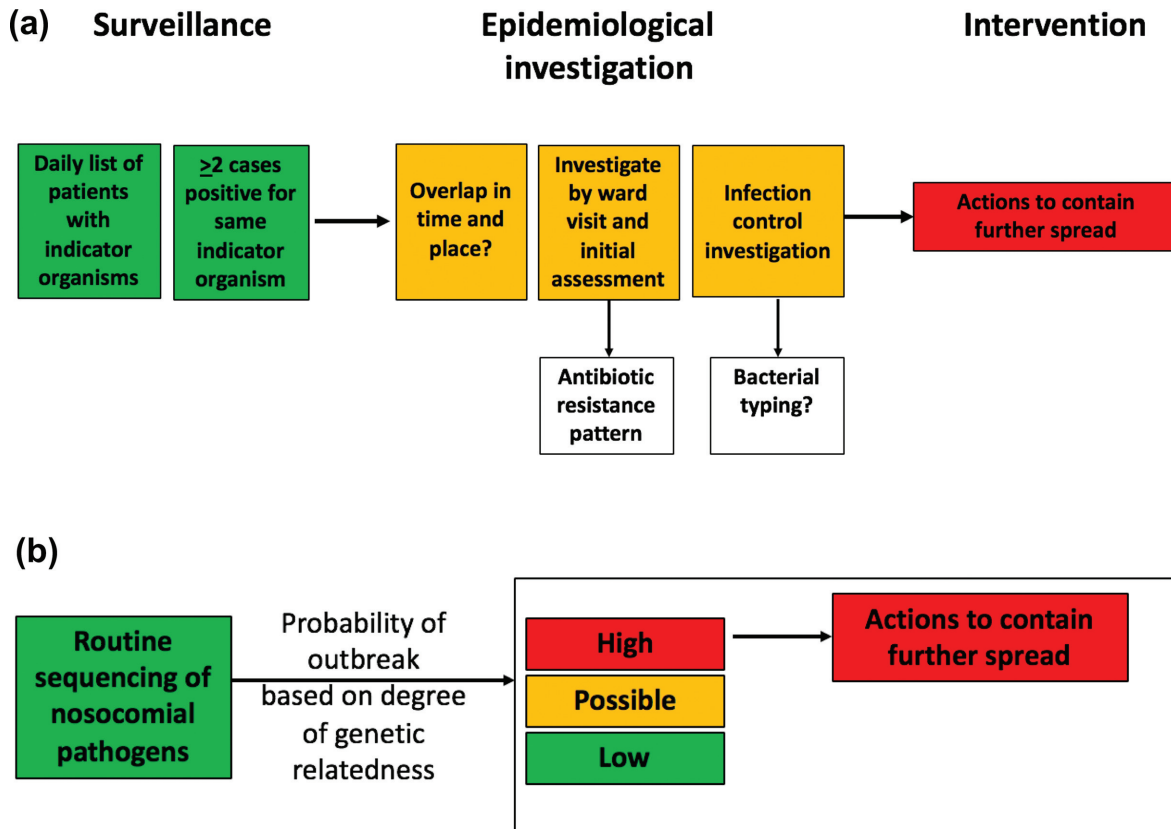 (a)
Surveillance
Epidemiological
investigation
Intervention
Daily list of
patients
with
indicator
organisms
≥2 cases
positive for
same
indicator
organism
Overlap in
time and
place?
Investigate
by ward
visit and
initial
assessment
Infection
control
investigation
Actions to contain
further spread
Antibiotic
resistance
pattern
Bacterial
typing?
(b)
Routine
sequencing of
nosocomial
pathogens
Probability of
outbreak
based on degree
of genetic
relatedness
High
Possible
Low
Actions to contain
further spread